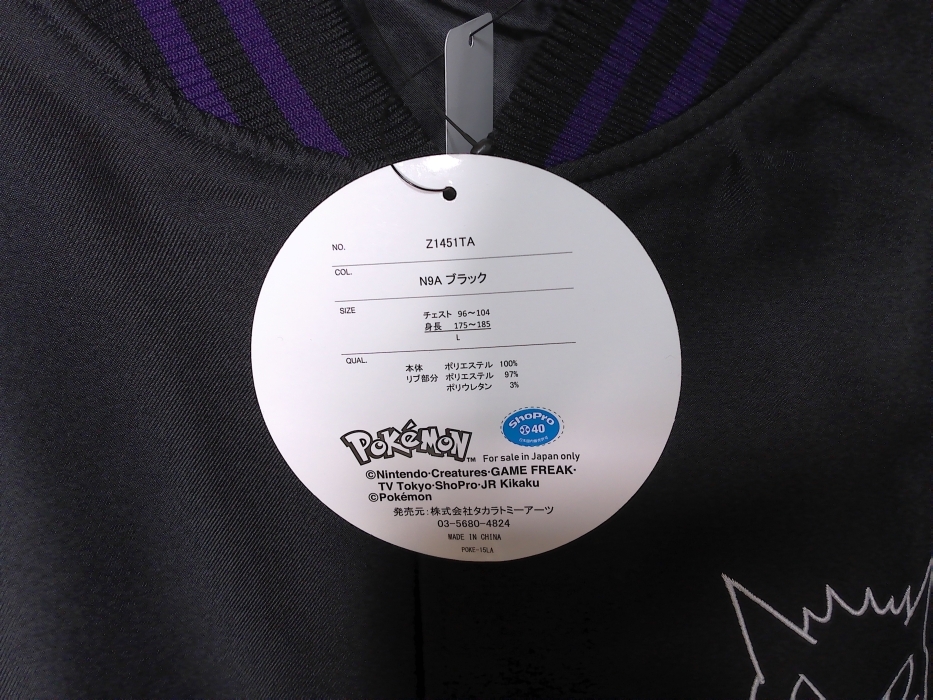 NO. Z1451TA
COL. N9A ブラック
SIZE チェスト 96〜104
身長 175〜185
L
QUAL. 本体 ポリエステル 100%
リブ部分 ポリエステル 97%
ポリウレタン 3%
ShoPro
40
POKéMON TM For sale in Japan only
©Nintendo·Creatures·GAME FREAK·
TV Tokyo·ShoPro·JR Kikaku
©Pokémon
発売元:株式会社タカラトミーアーツ
03-5680-4824
MADE IN CHINA
POKE-15LA